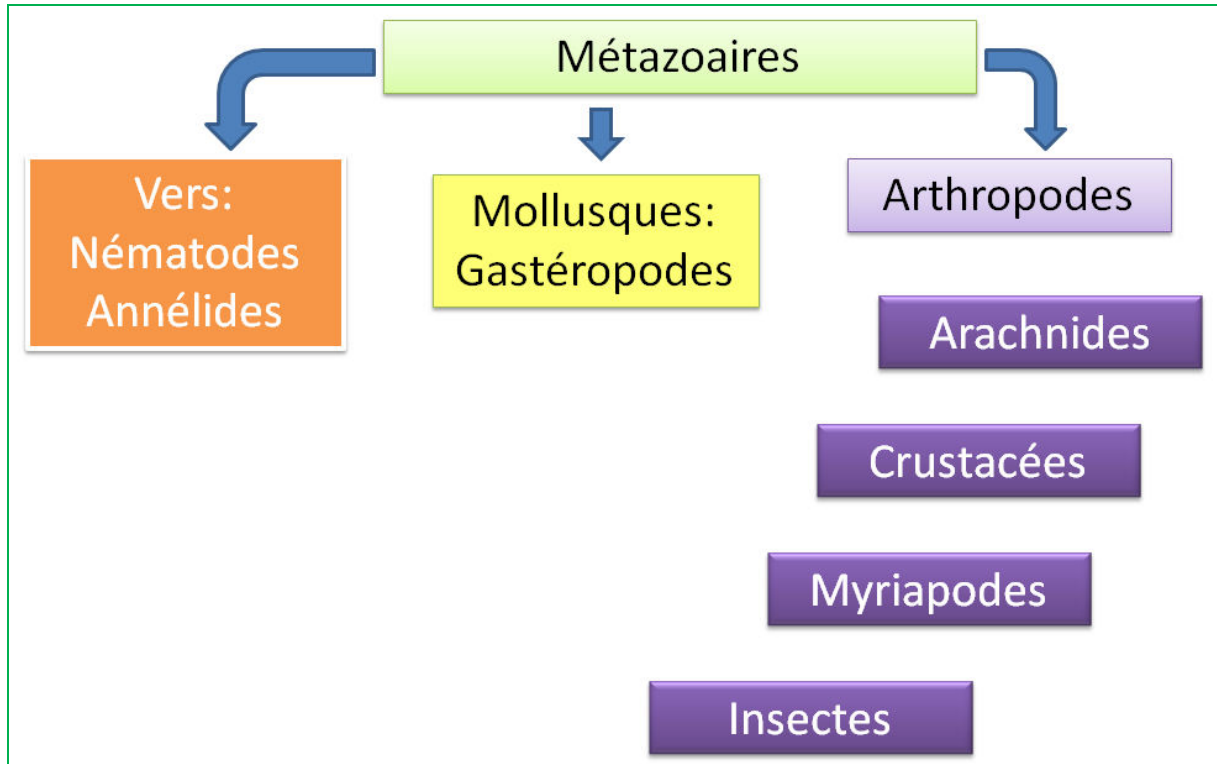 Métazoaires
Vers:
Nématodes
Annélides
Mollusques:
Gastéropodes
Arthropodes
Arachnides
Crustacées
Myriapodes
Insectes